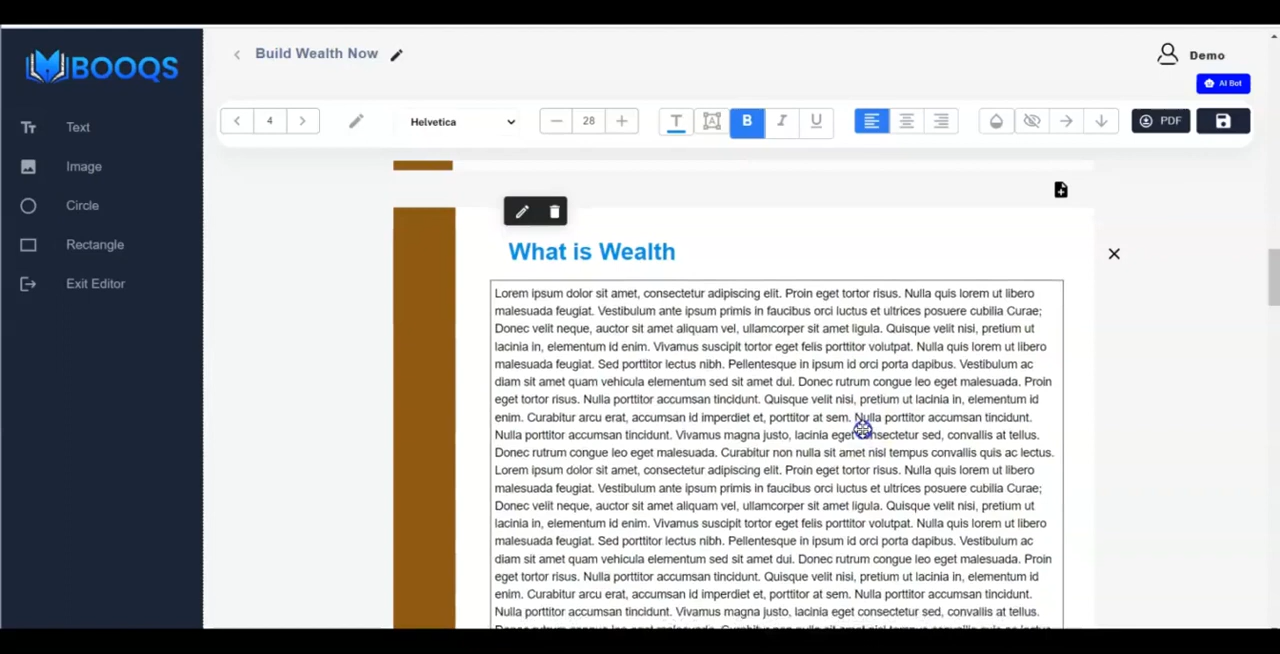 BOOQS
Build Wealth Now
Demo
AI Bot
4
Helvetica
28
T
A
B
I
U
PDF
Tt Text
Image
Circle
Rectangle
Exit Editor
What is Wealth
Lorem ipsum dolor sit amet, consectetur adipiscing elit. Proin eget tortor risus. Nulla quis lorem ut libero
malesuada feugiat. Vestibulum ante ipsum primis in faucibus orci luctus et ultrices posuere cubilia Curae;
Donec velit neque, auctor sit amet aliquam vel, ullamcorper sit amet ligula. Quisque velit nisi, pretium ut
lacinia in, elementum id enim. Vivamus suscipit tortor eget felis porttitor volutpat. Nulla quis lorem ut libero
malesuada feugiat. Sed porttitor lectus nibh. Pellentesque in ipsum id orci porta dapibus. Vestibulum ac
diam sit amet quam vehicula elementum sed sit amet dui. Donec rutrum congue leo eget malesuada. Proin
eget tortor risus. Nulla porttitor accumsan tincidunt. Quisque velit nisi, pretium ut lacinia in, elementum id
enim. Curabitur arcu erat, accumsan id imperdiet et, porttitor at sem. Nulla porttitor accumsan tincidunt.
Nulla porttitor accumsan tincidunt. Vivamus magna justo, lacinia eget consectetur sed, convallis at tellus.
Donec rutrum congue leo eget malesuada. Curabitur non nulla sit amet nisl tempus convallis quis ac lectus.
Lorem ipsum dolor sit amet, consectetur adipiscing elit. Proin eget tortor risus. Nulla quis lorem ut libero
malesuada feugiat. Vestibulum ante ipsum primis in faucibus orci luctus et ultrices posuere cubilia Curae;
Donec velit neque, auctor sit amet aliquam vel, ullamcorper sit amet ligula. Quisque velit nisi, pretium ut
lacinia in, elementum id enim. Vivamus suscipit tortor eget felis porttitor volutpat. Nulla quis lorem ut libero
malesuada feugiat. Sed porttitor lectus nibh. Pellentesque in ipsum id orci porta dapibus. Vestibulum ac
diam sit amet quam vehicula elementum sed sit amet dui. Donec rutrum congue leo eget malesuada. Proin
eget tortor risus. Nulla porttitor accumsan tincidunt. Quisque velit nisi, pretium ut lacinia in, elementum id
enim. Curabitur arcu erat, accumsan id imperdiet et, porttitor at sem. Nulla porttitor accumsan tincidunt.
Nulla porttitor accumsan tincidunt. Vivamus magna justo, lacinia eget consectetur sed, convallis at tellus.